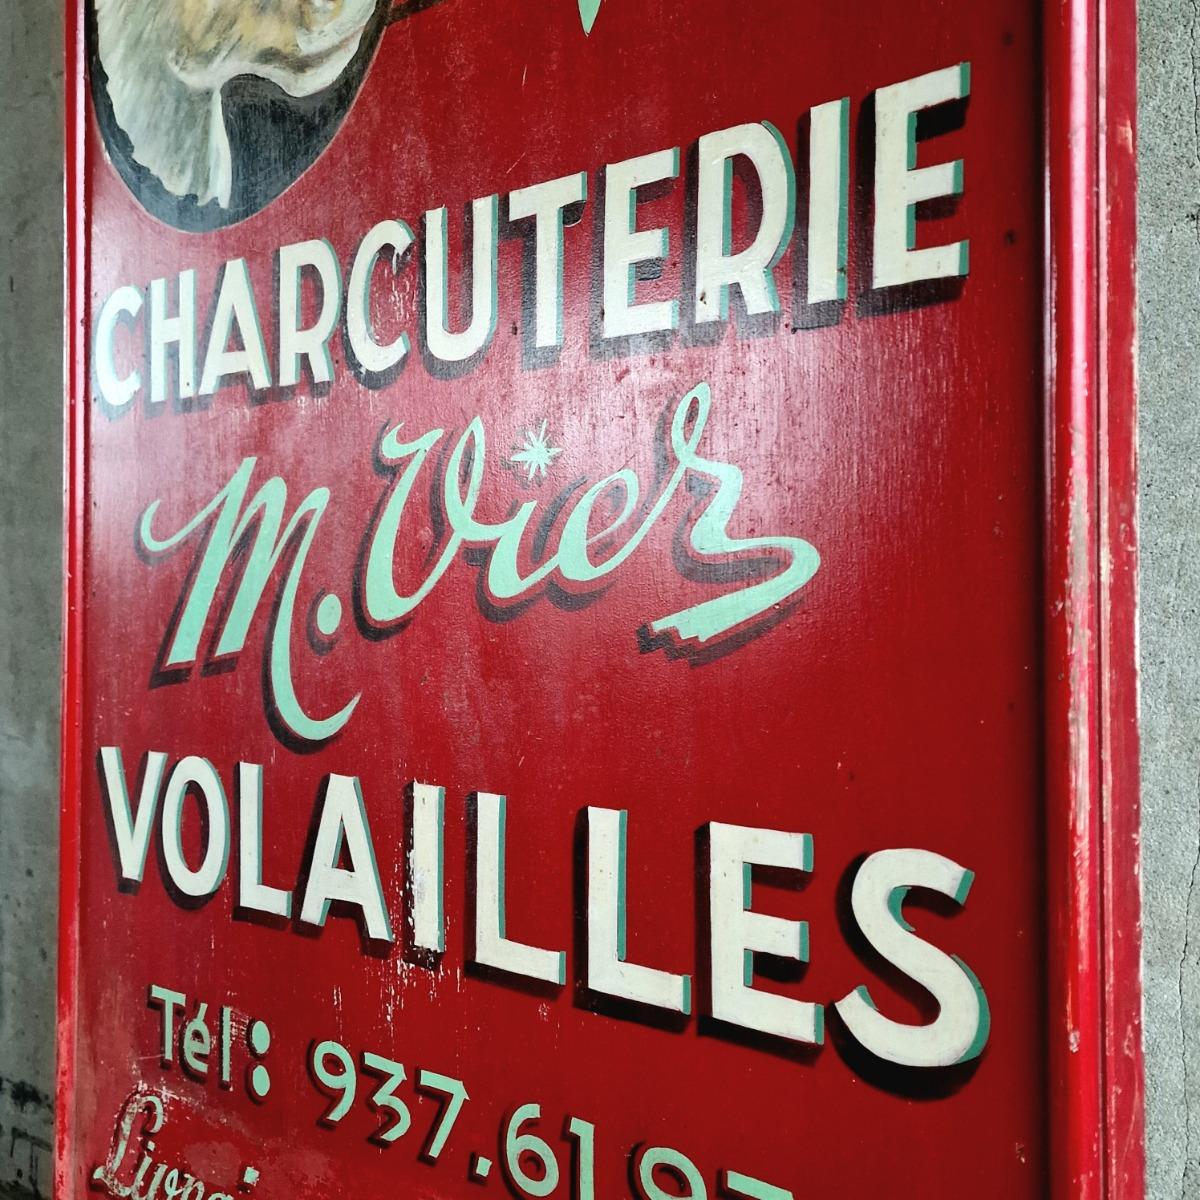 CHARCUTERIE
M. Vier
VOLAILLES
Tél: 937.61